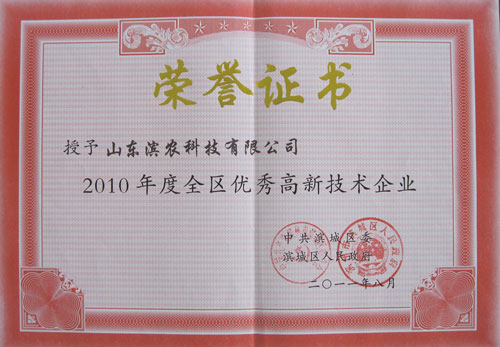 荣誉证书
授予 山东滨农科技有限公司
2010年度全区优秀高新技术企业
中共滨城区委
滨城区人民政府
二〇一一年八月